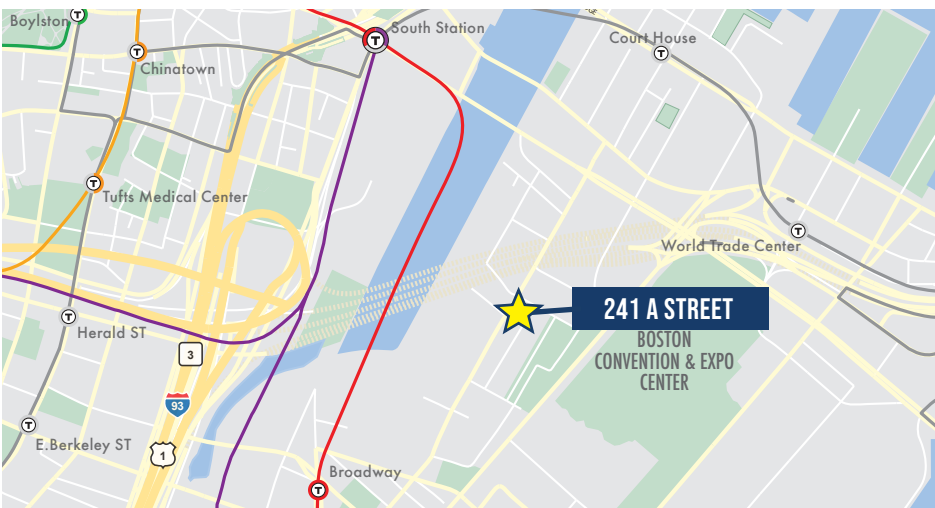 Boylston
T
South Station
T
Court House
T
T
Chinatown
T
Tufts Medical Center
T
World Trade Center
241 A STREET
T
Herald ST
BOSTON
CONVENTION & EXPO
CENTER
3
93
T
E.Berkeley ST
1
Broadway
T